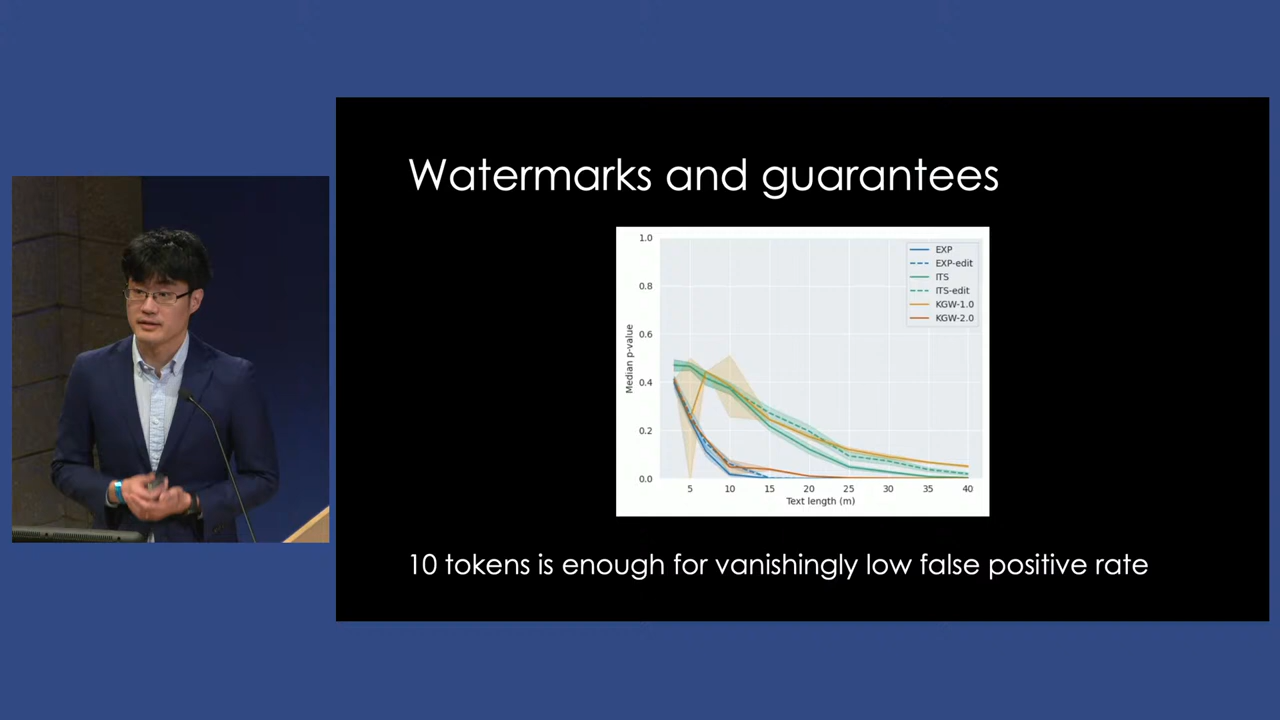 Watermarks and guarantees
1.0
0.8
0.6
0.4
0.2
0.0
Median p-value
5 10 15 20 25 30 35 40
Text length (m)
EXP
EXP-edit
ITS
ITS-edit
KGW-1.0
KGW-2.0
10 tokens is enough for vanishingly low false positive rate